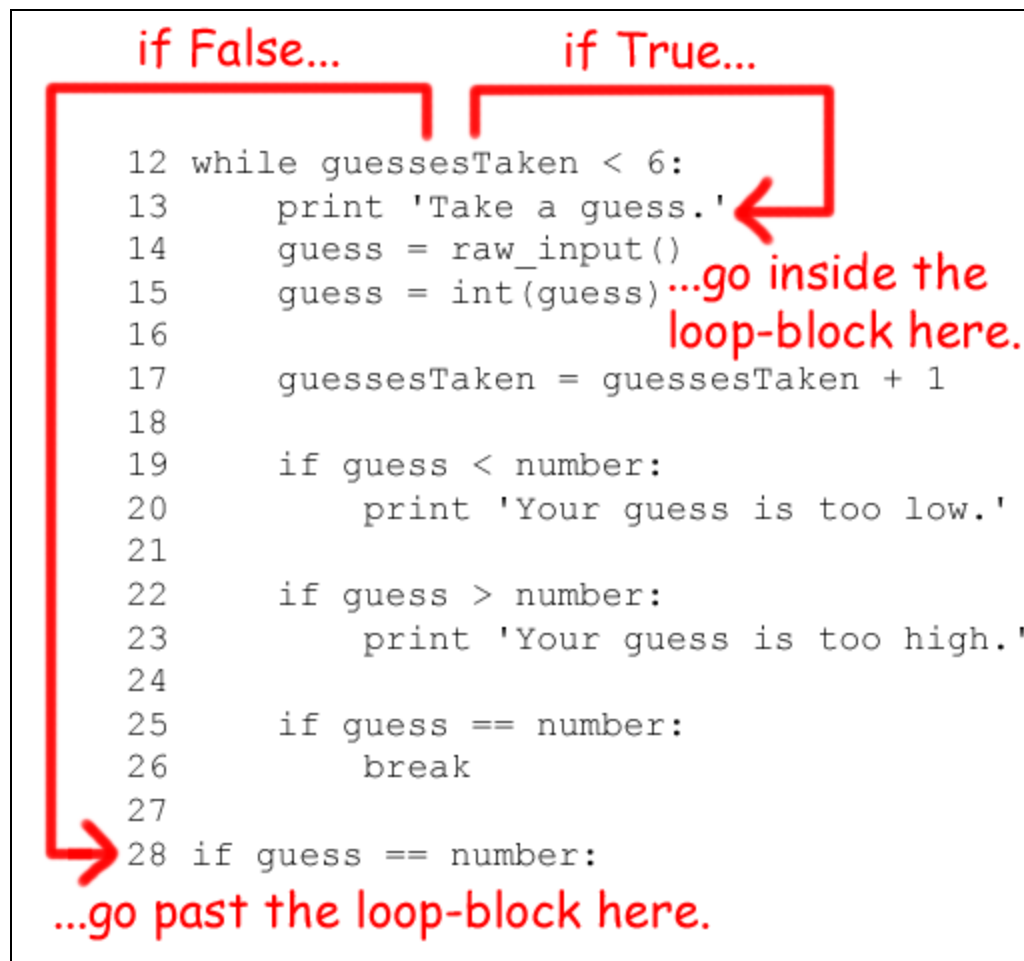 if False... if True...
12 while guessesTaken < 6:
13     print 'Take a guess.'
14     guess = raw_input()
...go inside the
15     guess = int(guess)
loop-block here.
16
17     guessesTaken = guessesTaken + 1
18
19     if guess < number:
20         print 'Your guess is too low.'
21
22     if guess > number:
23         print 'Your guess is too high.'
24
25     if guess == number:
26         break
27
28 if guess == number:
...go past the loop-block here.